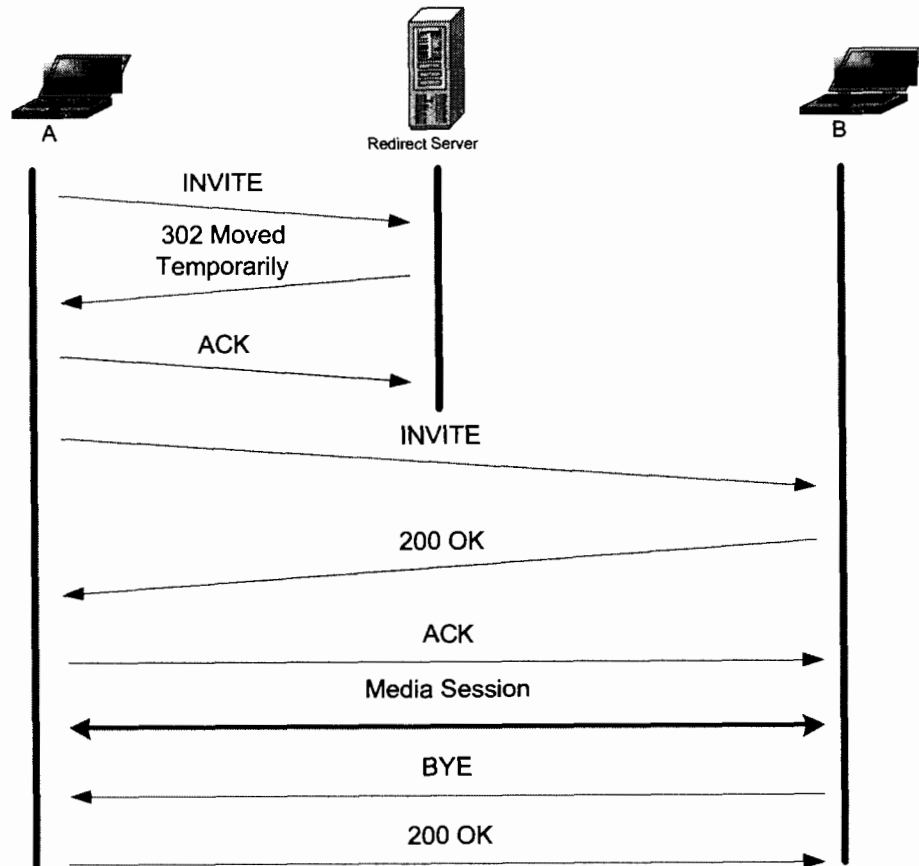 A
Redirect Server
B
INVITE
302 Moved
Temporarily
ACK
INVITE
200 OK
ACK
Media Session
BYE
200 OK